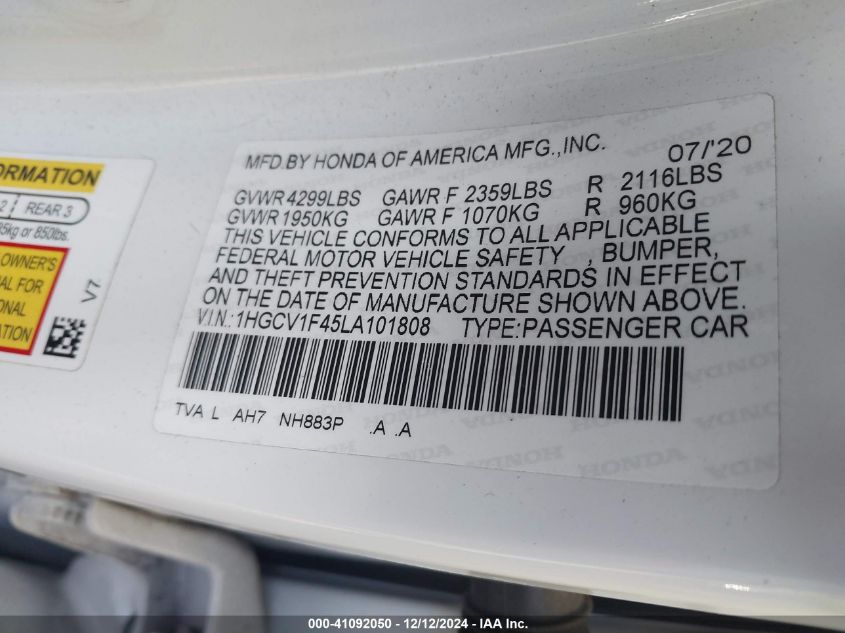 ORMATION
2 REAR 3
85kg or 850lbs.
OWNER'S
AL FOR
ONAL
ATION
V7
MFD.BY HONDA OF AMERICA MFG.,INC. 07/'20
GVWR 4299LBS GAWR F 2359LBS R 2116LBS
GVWR 1950KG GAWR F 1070KG R 960KG
THIS VEHICLE CONFORMS TO ALL APPLICABLE
FEDERAL MOTOR VEHICLE SAFETY , BUMPER,
AND THEFT PREVENTION STANDARDS IN EFFECT
ON THE DATE OF MANUFACTURE SHOWN ABOVE.
V.I.N.:1HGCV1F45LA101808 TYPE:PASSENGER CAR
TVA L AH7 NH883P .A .A
000-41092050 - 12/12/2024 - IAA Inc.